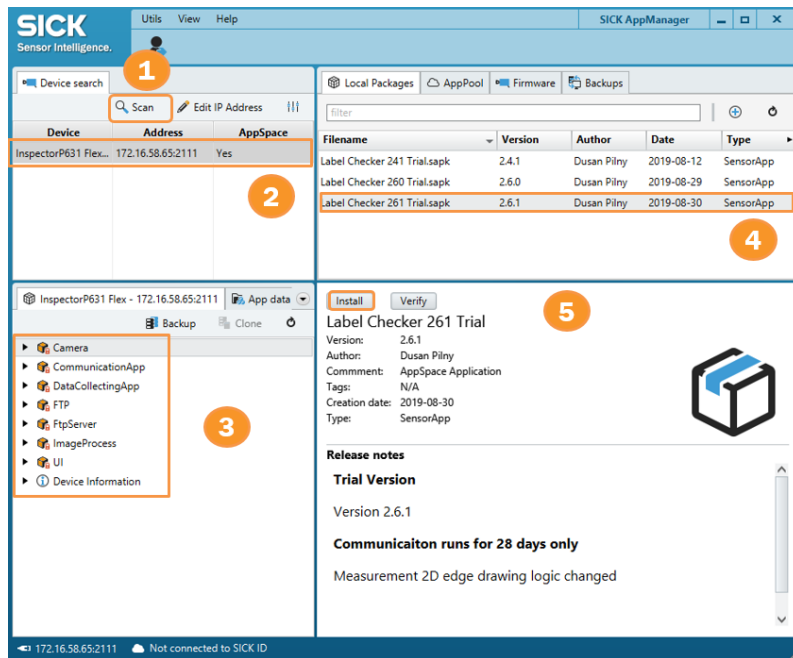 SICK
Sensor Intelligence.
Utils View Help
SICK AppManager
1
Device search
Scan Edit IP Address
Device Address AppSpace
InspectorP631 Flex... 172.16.58.65:2111 Yes
2
Local Packages AppPool Firmware Backups
filter
Filename Version Author Date Type
Label Checker 241 Trial.sapk 2.4.1 Dusan Pilny 2019-08-12 SensorApp
Label Checker 260 Trial.sapk 2.6.0 Dusan Pilny 2019-08-29 SensorApp
Label Checker 261 Trial.sapk 2.6.1 Dusan Pilny 2019-08-30 SensorApp
4
InspectorP631 Flex - 172.16.58.65:2111 App data
Backup Clone
Camera
CommunicationApp
DataCollectingApp
FTP
FtpServer
ImageProcess
UI
Device Information
3
Install Verify
5
Label Checker 261 Trial
Version: 2.6.1
Author: Dusan Pilny
Commment: AppSpace Application
Tags: N/A
Creation date: 2019-08-30
Type: SensorApp
Release notes
Trial Version
Version 2.6.1
Communicaiton runs for 28 days only
Measurement 2D edge drawing logic changed
172.16.58.65:2111 Not connected to SICK ID